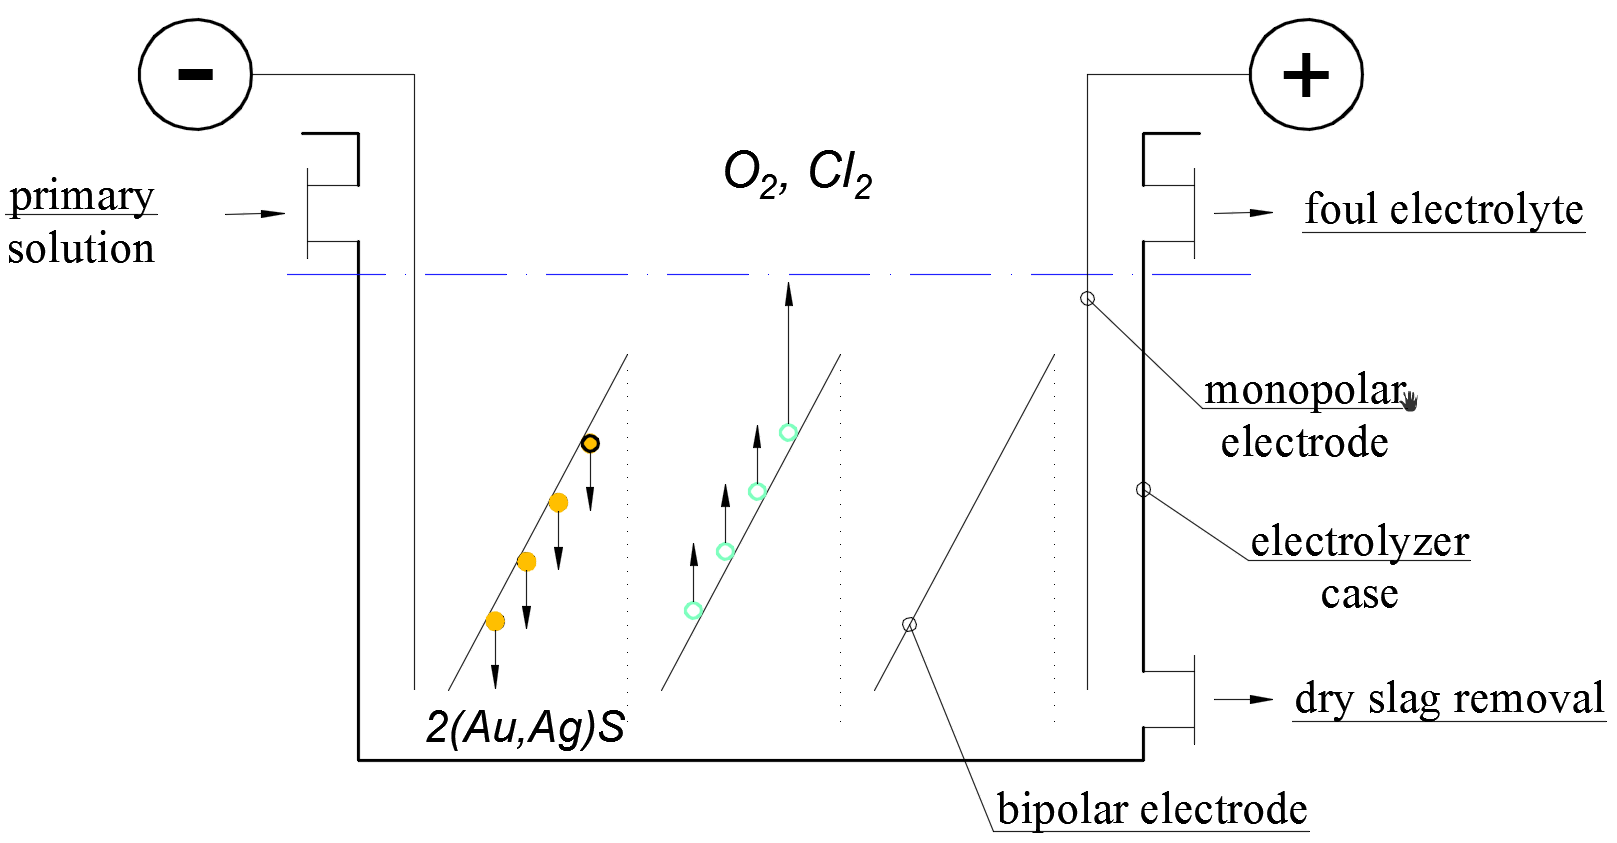 -
+
O2, Cl2
primary
solution
foul electrolyte
monopolar
electrode
electrolyzer
case
dry slag removal
2(Au,Ag)S
bipolar electrode